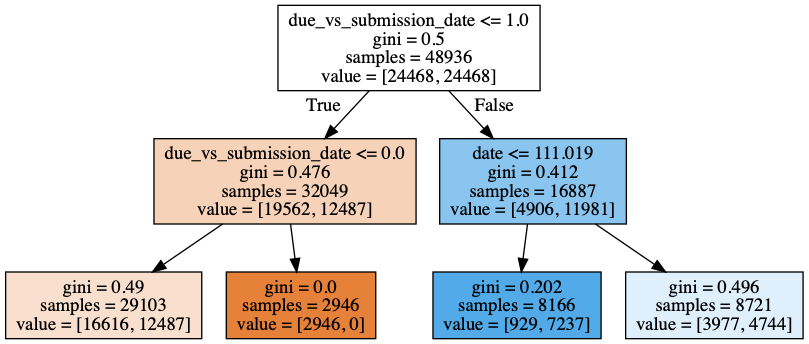 due_vs_submission_date <= 1.0
gini = 0.5
samples = 48936
value = [24468, 24468]
True
False
due_vs_submission_date <= 0.0
gini = 0.476
samples = 32049
value = [19562, 12487]
date <= 111.019
gini = 0.412
samples = 16887
value = [4906, 11981]
gini = 0.49
samples = 29103
value = [16616, 12487]
gini = 0.0
samples = 2946
value = [2946, 0]
gini = 0.202
samples = 8166
value = [929, 7237]
gini = 0.496
samples = 8721
value = [3977, 4744]